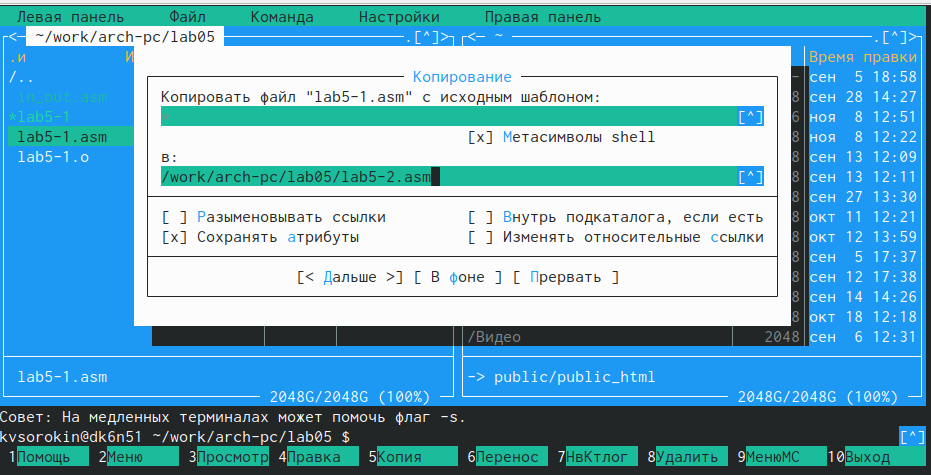 Левая панель Файл Команда Настройки Правая панель
<─ ~/work/arch-pc/lab05 .[^]> <─ ~ .[^]>
.и И Время правки
/.. сен 5 18:58
in_out.asm 8 сен 28 14:27
*lab5-1 6 ноя 8 12:51
lab5-1.asm 8 ноя 8 12:22
lab5-1.o 8 сен 13 12:09
8 сен 13 12:11
8 сен 27 13:30
8 окт 11 12:21
8 окт 12 13:59
8 сен 5 17:37
8 сен 12 17:38
8 сен 14 14:26
8 окт 18 12:18
/Видео 2048 сен 6 12:31
Копирование
Копировать файл "lab5-1.asm" с исходным шаблоном:
* [^]
[x] Метасимволы shell
в:
/work/arch-pc/lab05/lab5-2.asm [^]
[ ] Разыменовывать ссылки [ ] Внутрь подкаталога, если есть
[x] Сохранять атрибуты [ ] Изменять относительные ссылки
[< Дальше >] [ В фоне ] [ Прервать ]
lab5-1.asm -> public/public_html
2048G/2048G (100%) 2048G/2048G (100%)
Совет: На медленных терминалах может помочь флаг -s.
kvsorokin@dk6n51 ~/work/arch-pc/lab05 $ [^]
1Помощь 2Меню 3Просмотр 4Правка 5Копия 6Перенос 7НвКтлог 8Удалить 9МенюMC 10Выход